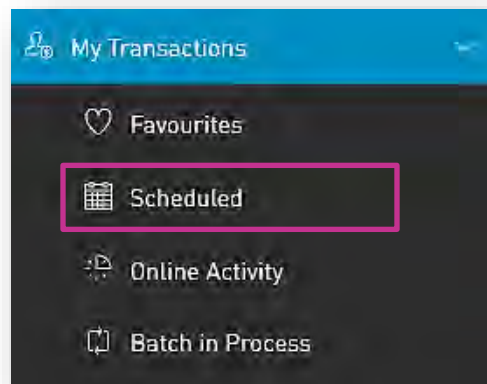 My Transactions
Favourites
Scheduled
Online Activity
Batch in Process